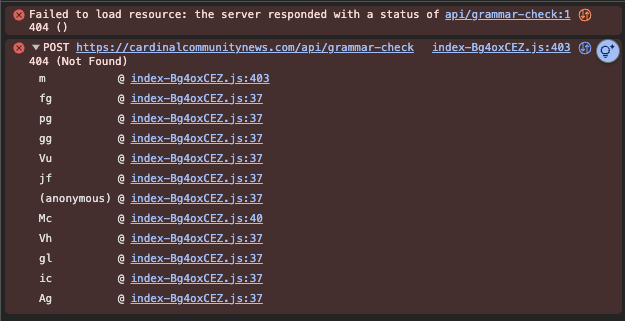 Failed to load resource: the server responded with a status of api/grammar-check:1
404 ()
▼POST https://cardinalcommunitynews.com/api/grammar-check index-Bg4oxCEZ.js:403
404 (Not Found)
m @ index-Bg4oxCEZ.js:403
fg @ index-Bg4oxCEZ.js:37
pg @ index-Bg4oxCEZ.js:37
gg @ index-Bg4oxCEZ.js:37
Vu @ index-Bg4oxCEZ.js:37
jf @ index-Bg4oxCEZ.js:37
(anonymous) @ index-Bg4oxCEZ.js:37
Mc @ index-Bg4oxCEZ.js:40
Vh @ index-Bg4oxCEZ.js:37
gl @ index-Bg4oxCEZ.js:37
ic @ index-Bg4oxCEZ.js:37
Ag @ index-Bg4oxCEZ.js:37